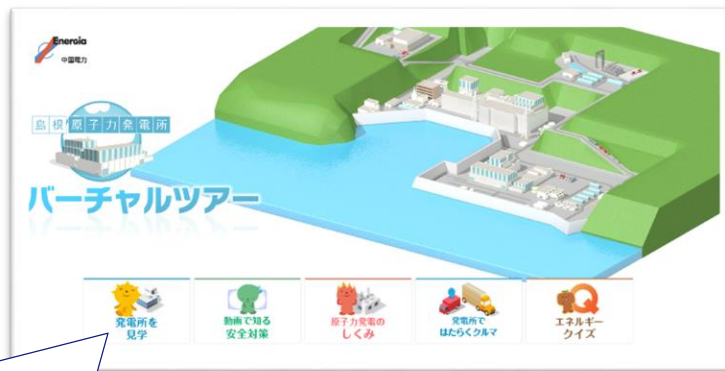 Energia
中国電力
島根原子力発電所
バーチャルツアー
発電所を
見学
動画で知る
安全対策
原子力発電の
しくみ
発電所で
はたらくクルマ
Q
エネルギー
クイズ